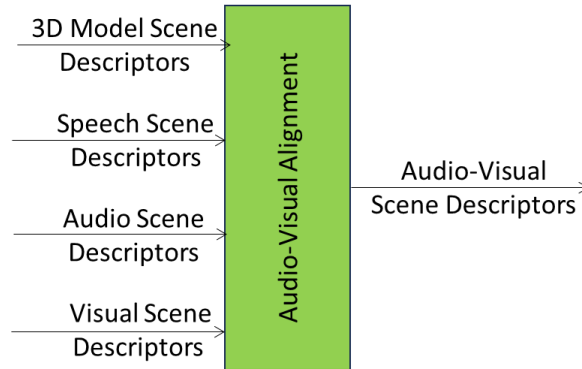 3D Model Scene
Descriptors
Speech Scene
Descriptors
Audio Scene
Descriptors
Visual Scene
Descriptors
Audio-Visual Alignment
Audio-Visual
Scene Descriptors